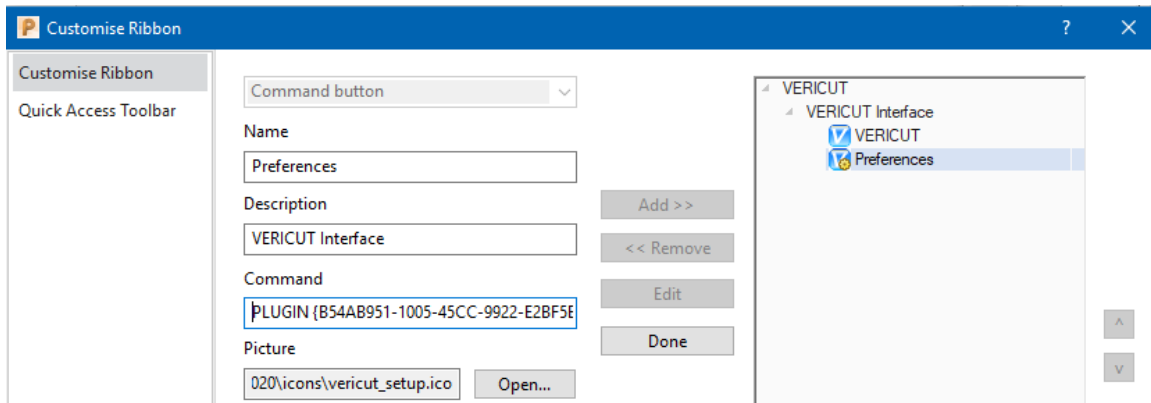 Customise Ribbon
?
Customise Ribbon
Quick Access Toolbar
Command button
Name
Preferences
Description
VERICUT Interface
Command
PLUGIN {B54AB951-1005-45CC-9922-E2BF5E
Picture
020\icons\vericut_setup.ico
Open...
Add >>
<< Remove
Edit
Done
VERICUT
VERICUT Interface
VERICUT
Preferences